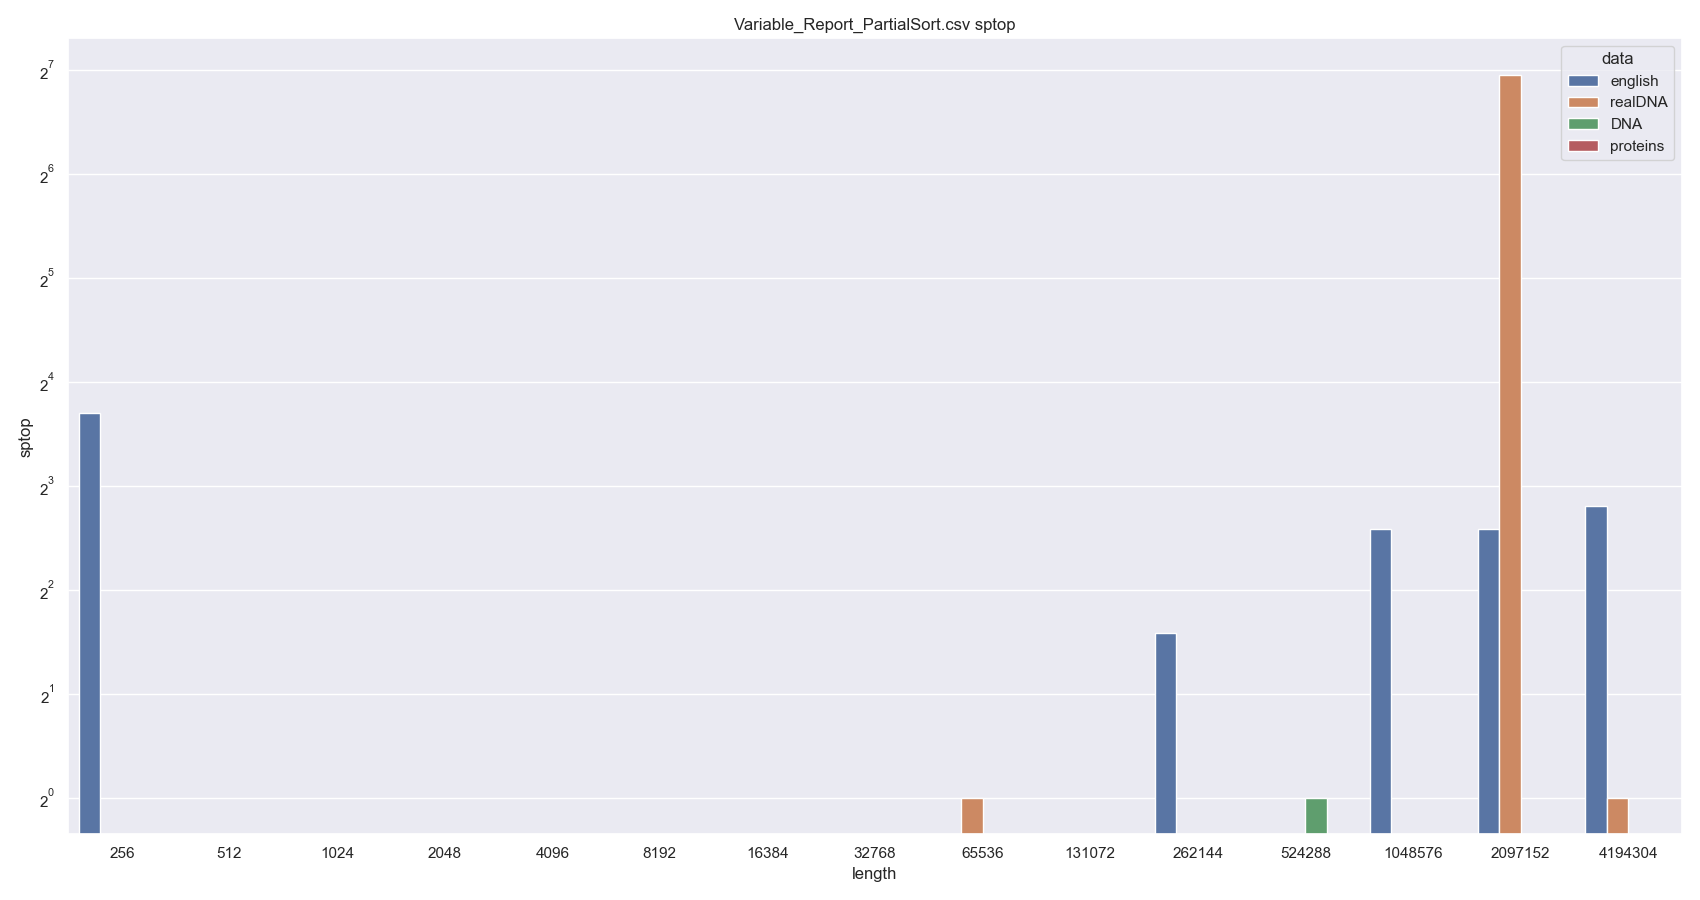 Variable_Report_PartialSort.csv sptop
data
english
realDNA
DNA
proteins
2^7
2^6
2^5
2^4
2^3
2^2
2^1
2^0
sptop
256 512 1024 2048 4096 8192 16384 32768 65536 131072 262144 524288 1048576 2097152 4194304
length